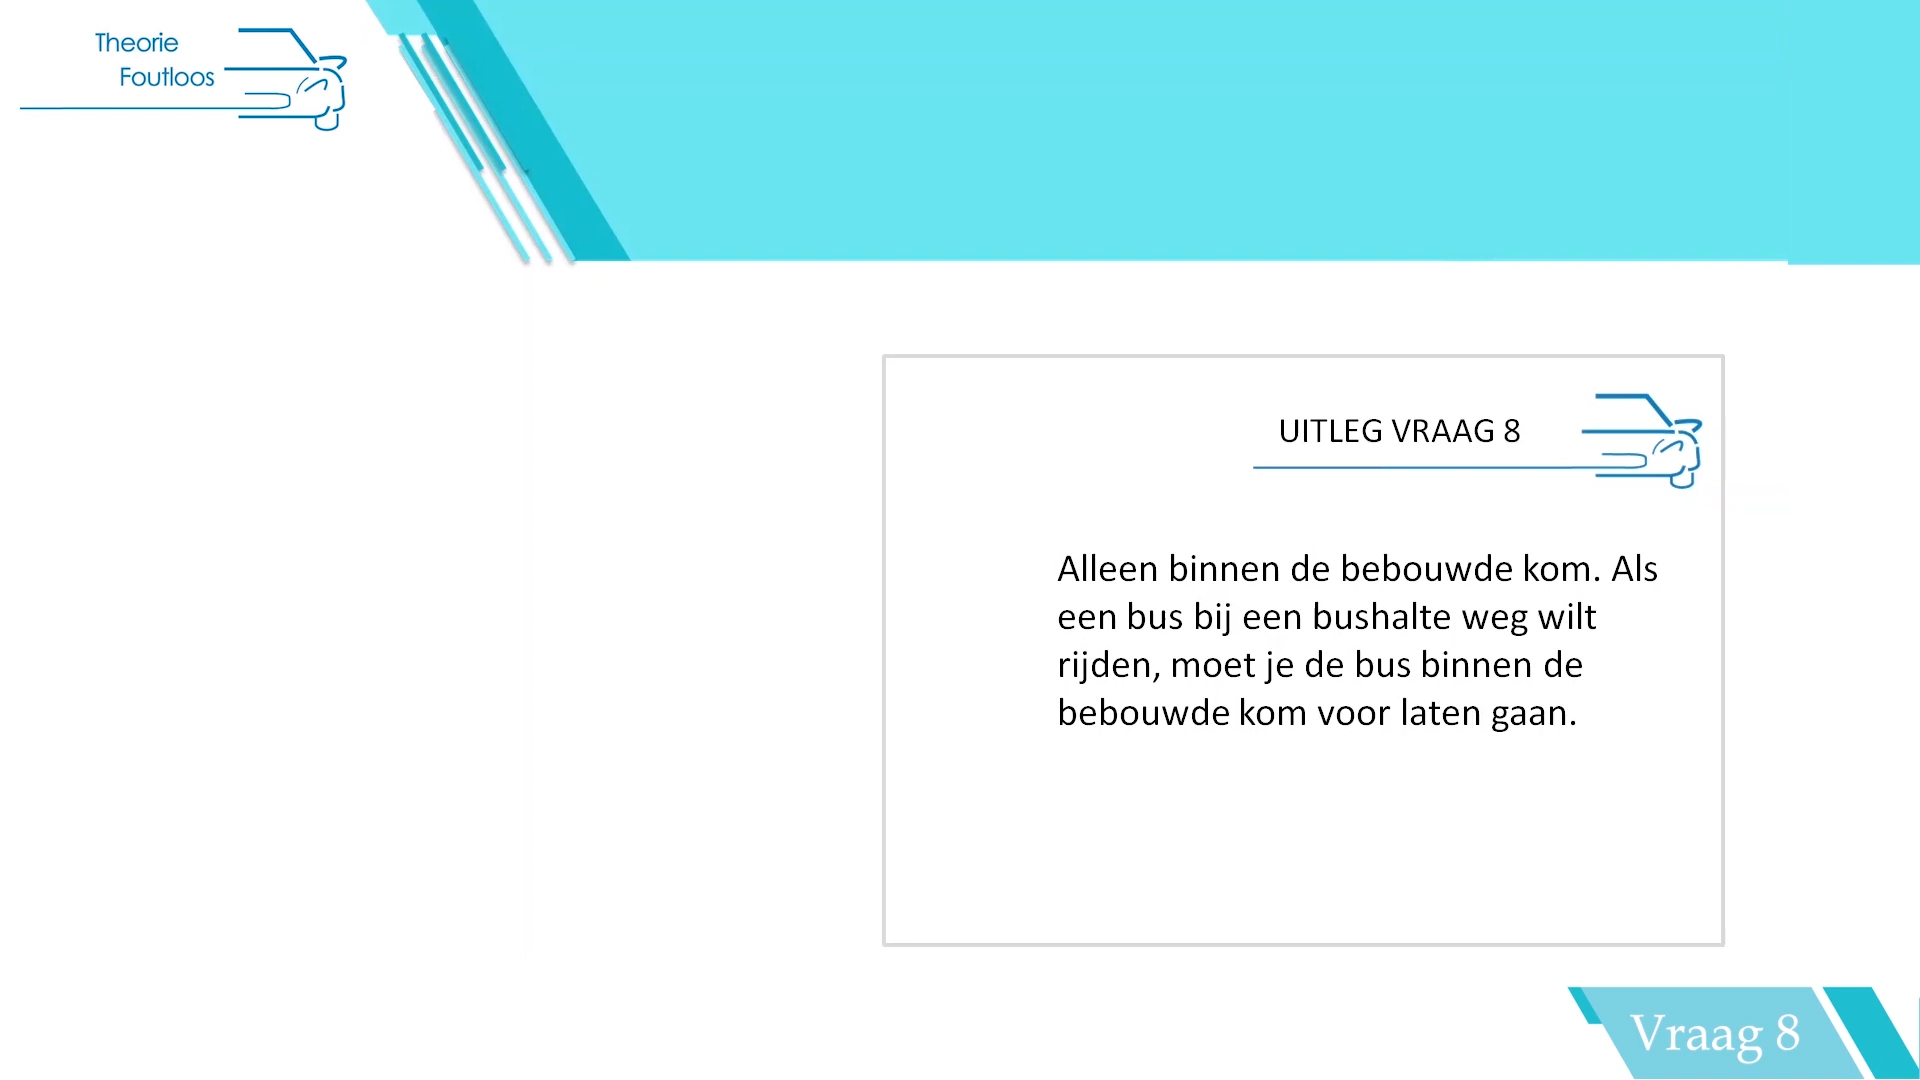 Theorie
Foutloos
UITLEG VRAAG 8
Alleen binnen de bebouwde kom. Als
een bus bij een bushalte weg wilt
rijden, moet je de bus binnen de
bebouwde kom voor laten gaan.
Vraag 8